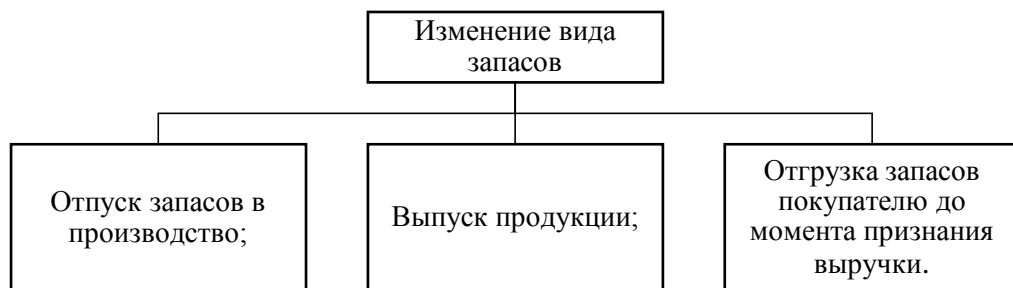 Изменение вида
запасов
Отпуск запасов в
производство;
Выпуск продукции;
Отгрузка запасов
покупателю до
момента признания
выручки.